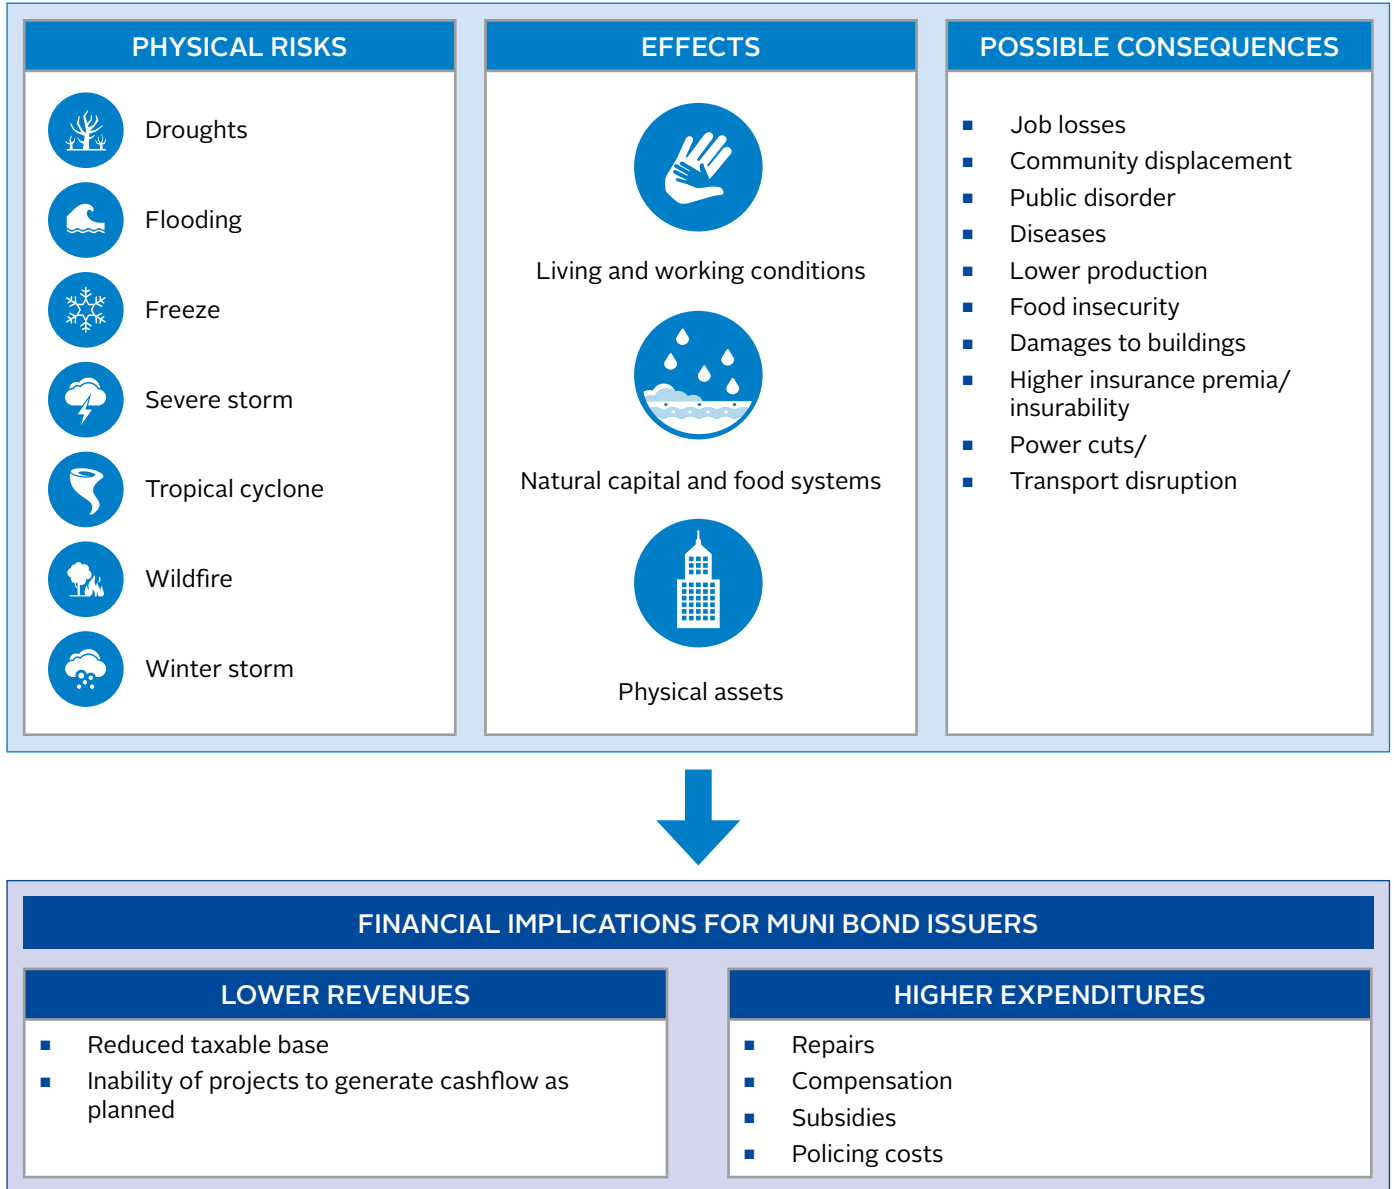 PHYSICAL RISKS
Droughts
Flooding
Freeze
Severe storm
Tropical cyclone
Wildfire
Winter storm
EFFECTS
Living and working conditions
Natural capital and food systems
Physical assets
POSSIBLE CONSEQUENCES
Job losses
Community displacement
Public disorder
Diseases
Lower production
Food insecurity
Damages to buildings
Higher insurance premia/
insurability
Power cuts/
Transport disruption
FINANCIAL IMPLICATIONS FOR MUNI BOND ISSUERS
LOWER REVENUES
Reduced taxable base
Inability of projects to generate cashflow as
planned
HIGHER EXPENDITURES
Repairs
Compensation
Subsidies
Policing costs